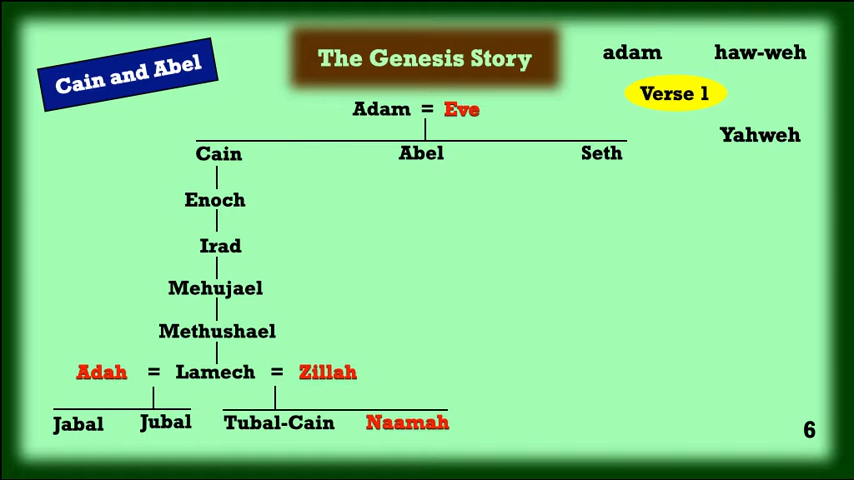 The Genesis Story
adam haw-weh
Cain and Abel
Verse 1
Adam = Eve
Yahweh
Cain Abel Seth
Enoch
Irad
Mehujael
Methushael
Adah = Lamech = Zillah
Jabal Jubal Tubal-Cain Naamah
6